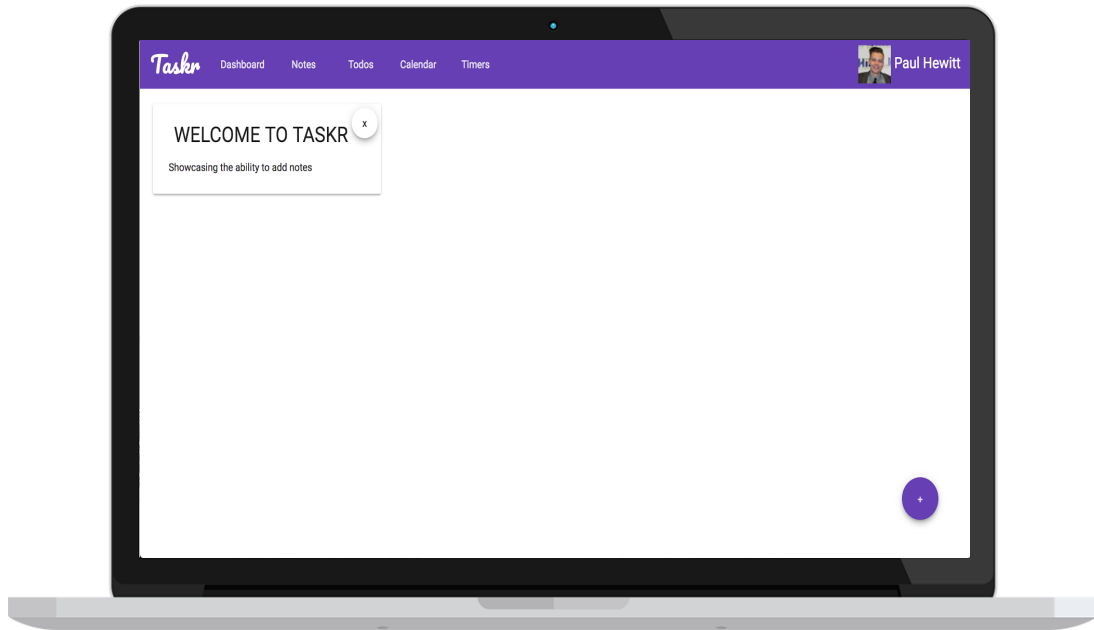 Taskr Dashboard Notes Todos Calendar Timers Paul Hewitt
WELCOME TO TASKR
x
Showcasing the ability to add notes
+